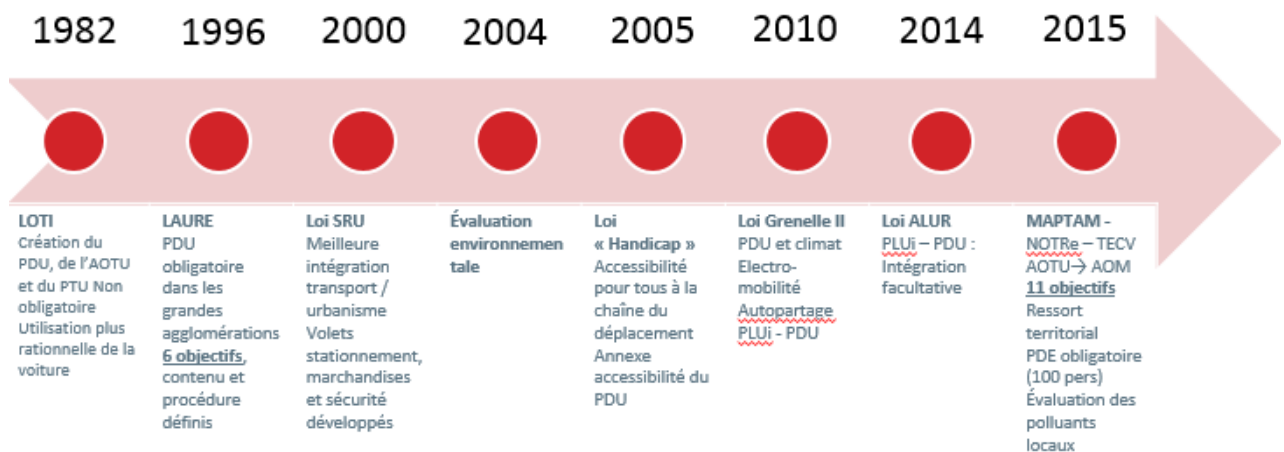 1982
1996
2000
2004
2005
2010
2014
2015
LOTI
Création du
PDU, de l'AOTU
et du PTU Non
obligatoire
Utilisation plus
rationnelle de la
voiture
LAURE
PDU
obligatoire
dans les
grandes
agglomérations
6 objectifs,
contenu et
procédure
définis
Loi SRU
Meilleure
intégration
transport /
urbanisme
Volets
stationnement,
marchandises
et sécurité
développés
Évaluation
environnemen
tale
Loi
« Handicap »
Accessibilité
pour tous à la
chaîne du
déplacement
Annexe
accessibilité du
PDU
Loi Grenelle II
PDU et climat
Electro-
mobilité
Autopartage
PLUi - PDU
Loi ALUR
PLUi – PDU :
Intégration
facultative
MAPTAM -
NOTRe – TECV
AOTU→ AOM
11 objectifs
Ressort
territorial
PDE obligatoire
(100 pers)
Évaluation des
polluants
locaux